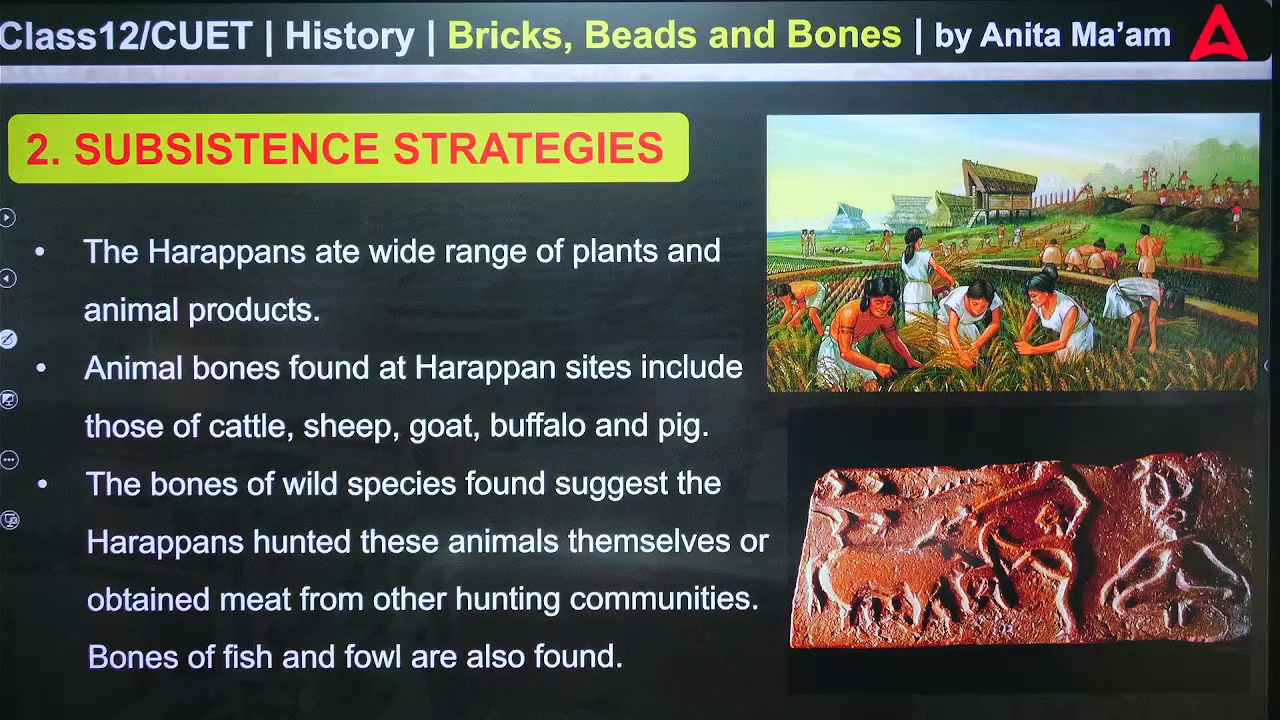 Class12/CUET | History | Bricks, Beads and Bones | by Anita Ma'am
2. SUBSISTENCE STRATEGIES
• The Harappans ate wide range of plants and
animal products.
• Animal bones found at Harappan sites include
those of cattle, sheep, goat, buffalo and pig.
• The bones of wild species found suggest the
Harappans hunted these animals themselves or
obtained meat from other hunting communities.
Bones of fish and fowl are also found.